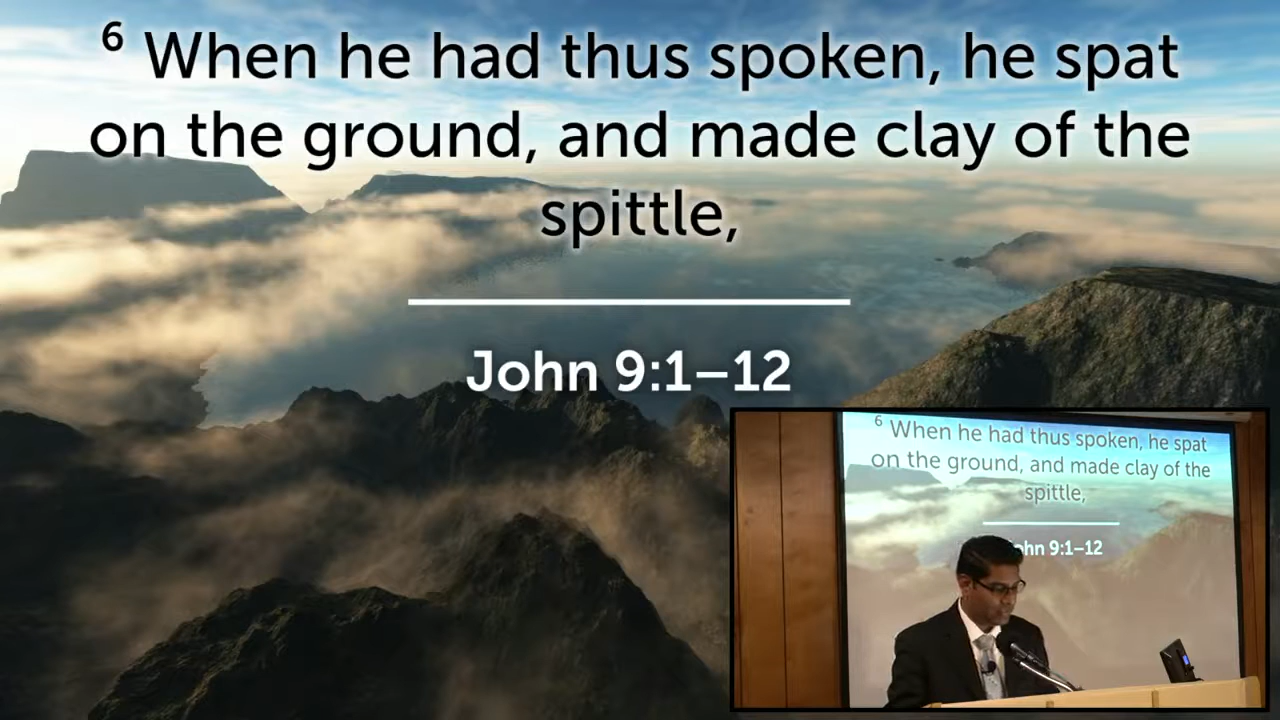 6 When he had thus spoken, he spat
on the ground, and made clay of the
spittle,
John 9:1–12
6 When he had thus spoken, he spat
on the ground, and made clay of the
spittle,
ohn 9:1–12